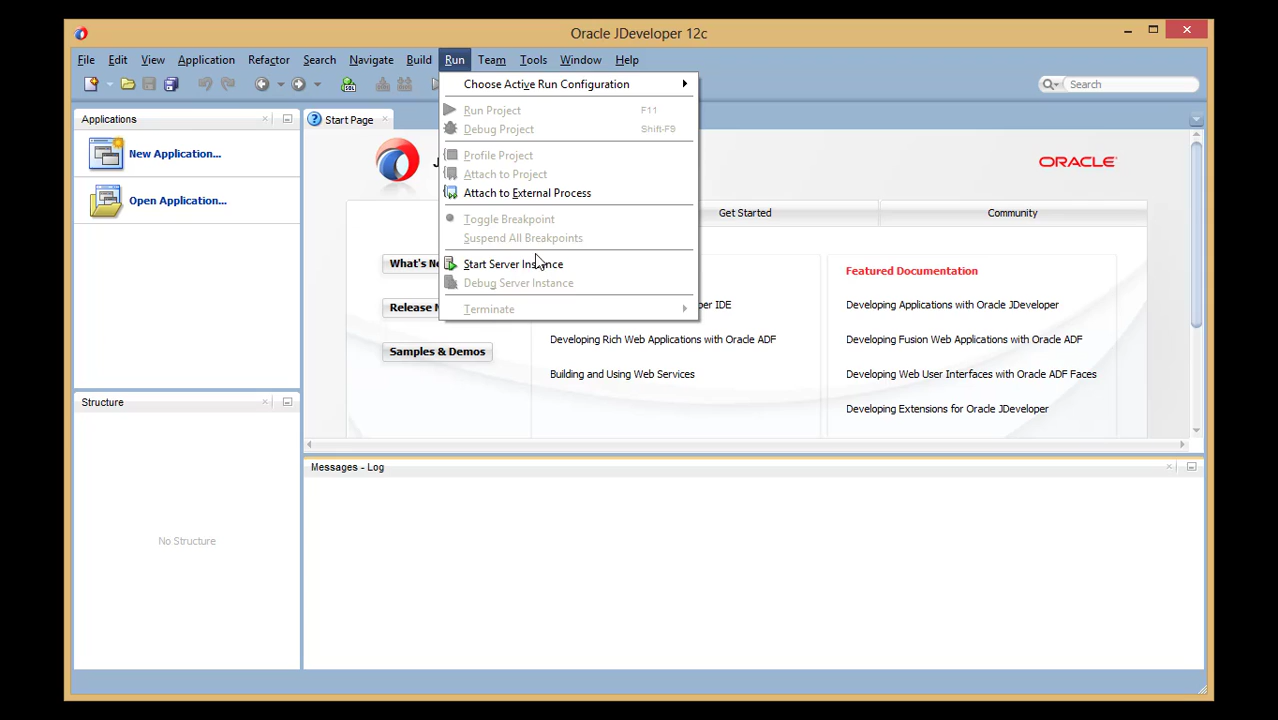 Oracle JDeveloper 12c
File Edit View Application Refactor Search Navigate Build Run Team Tools Window Help
Search
Choose Active Run Configuration
Run Project F11
Debug Project Shift-F9
Profile Project
Attach to Project
Attach to External Process
Toggle Breakpoint
Suspend All Breakpoints
Start Server Instance
Debug Server Instance
Terminate
Applications
New Application...
Open Application...
Structure
No Structure
Start Page
ORACLE
Get Started Community
What's Ne
Release N
Samples & Demos
per IDE
Developing Rich Web Applications with Oracle ADF
Building and Using Web Services
Featured Documentation
Developing Applications with Oracle JDeveloper
Developing Fusion Web Applications with Oracle ADF
Developing Web User Interfaces with Oracle ADF Faces
Developing Extensions for Oracle JDeveloper
Messages - Log